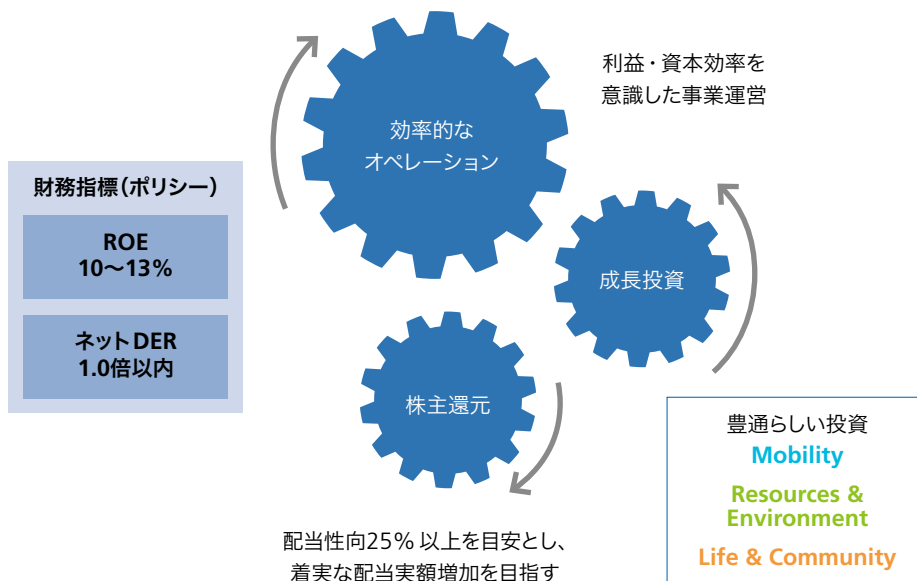 利益・資本効率を
意識した事業運営
効率的な
オペレーション
財務指標(ポリシー)
ROE
10〜13%
ネットDER
1.0倍以内
成長投資
株主還元
豊通らしい投資
Mobility
Resources &
Environment
Life & Community
配当性向25% 以上を目安とし、
着実な配当実額増加を目指す